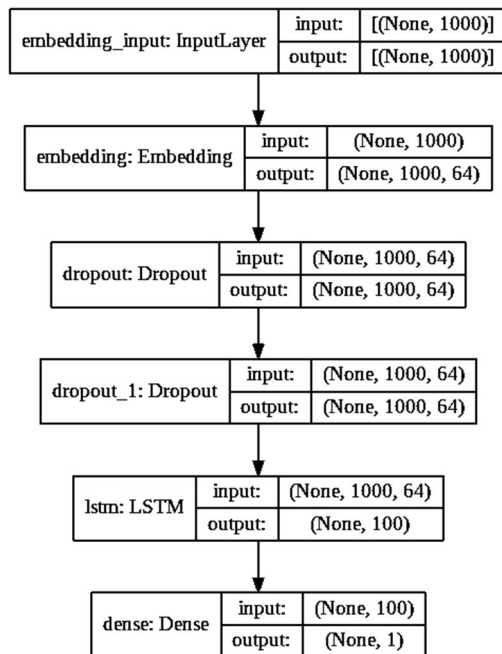 embedding_input: InputLayer input: [(None, 1000)]
output: [(None, 1000)]
embedding: Embedding input: (None, 1000)
output: (None, 1000, 64)
dropout: Dropout input: (None, 1000, 64)
output: (None, 1000, 64)
dropout_1: Dropout input: (None, 1000, 64)
output: (None, 1000, 64)
lstm: LSTM input: (None, 1000, 64)
output: (None, 100)
dense: Dense input: (None, 100)
output: (None, 1)